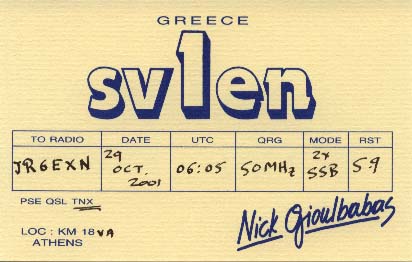 GREECE
sv1en
TO RADIO DATE UTC QRG MODE RST
JR6EXN 29 OCT. 2001 06:05 50MHz 2x SSB 59
PSE QSL TNX
LOC : KM 18 VA
ATHENS
Nick Gioulbabas